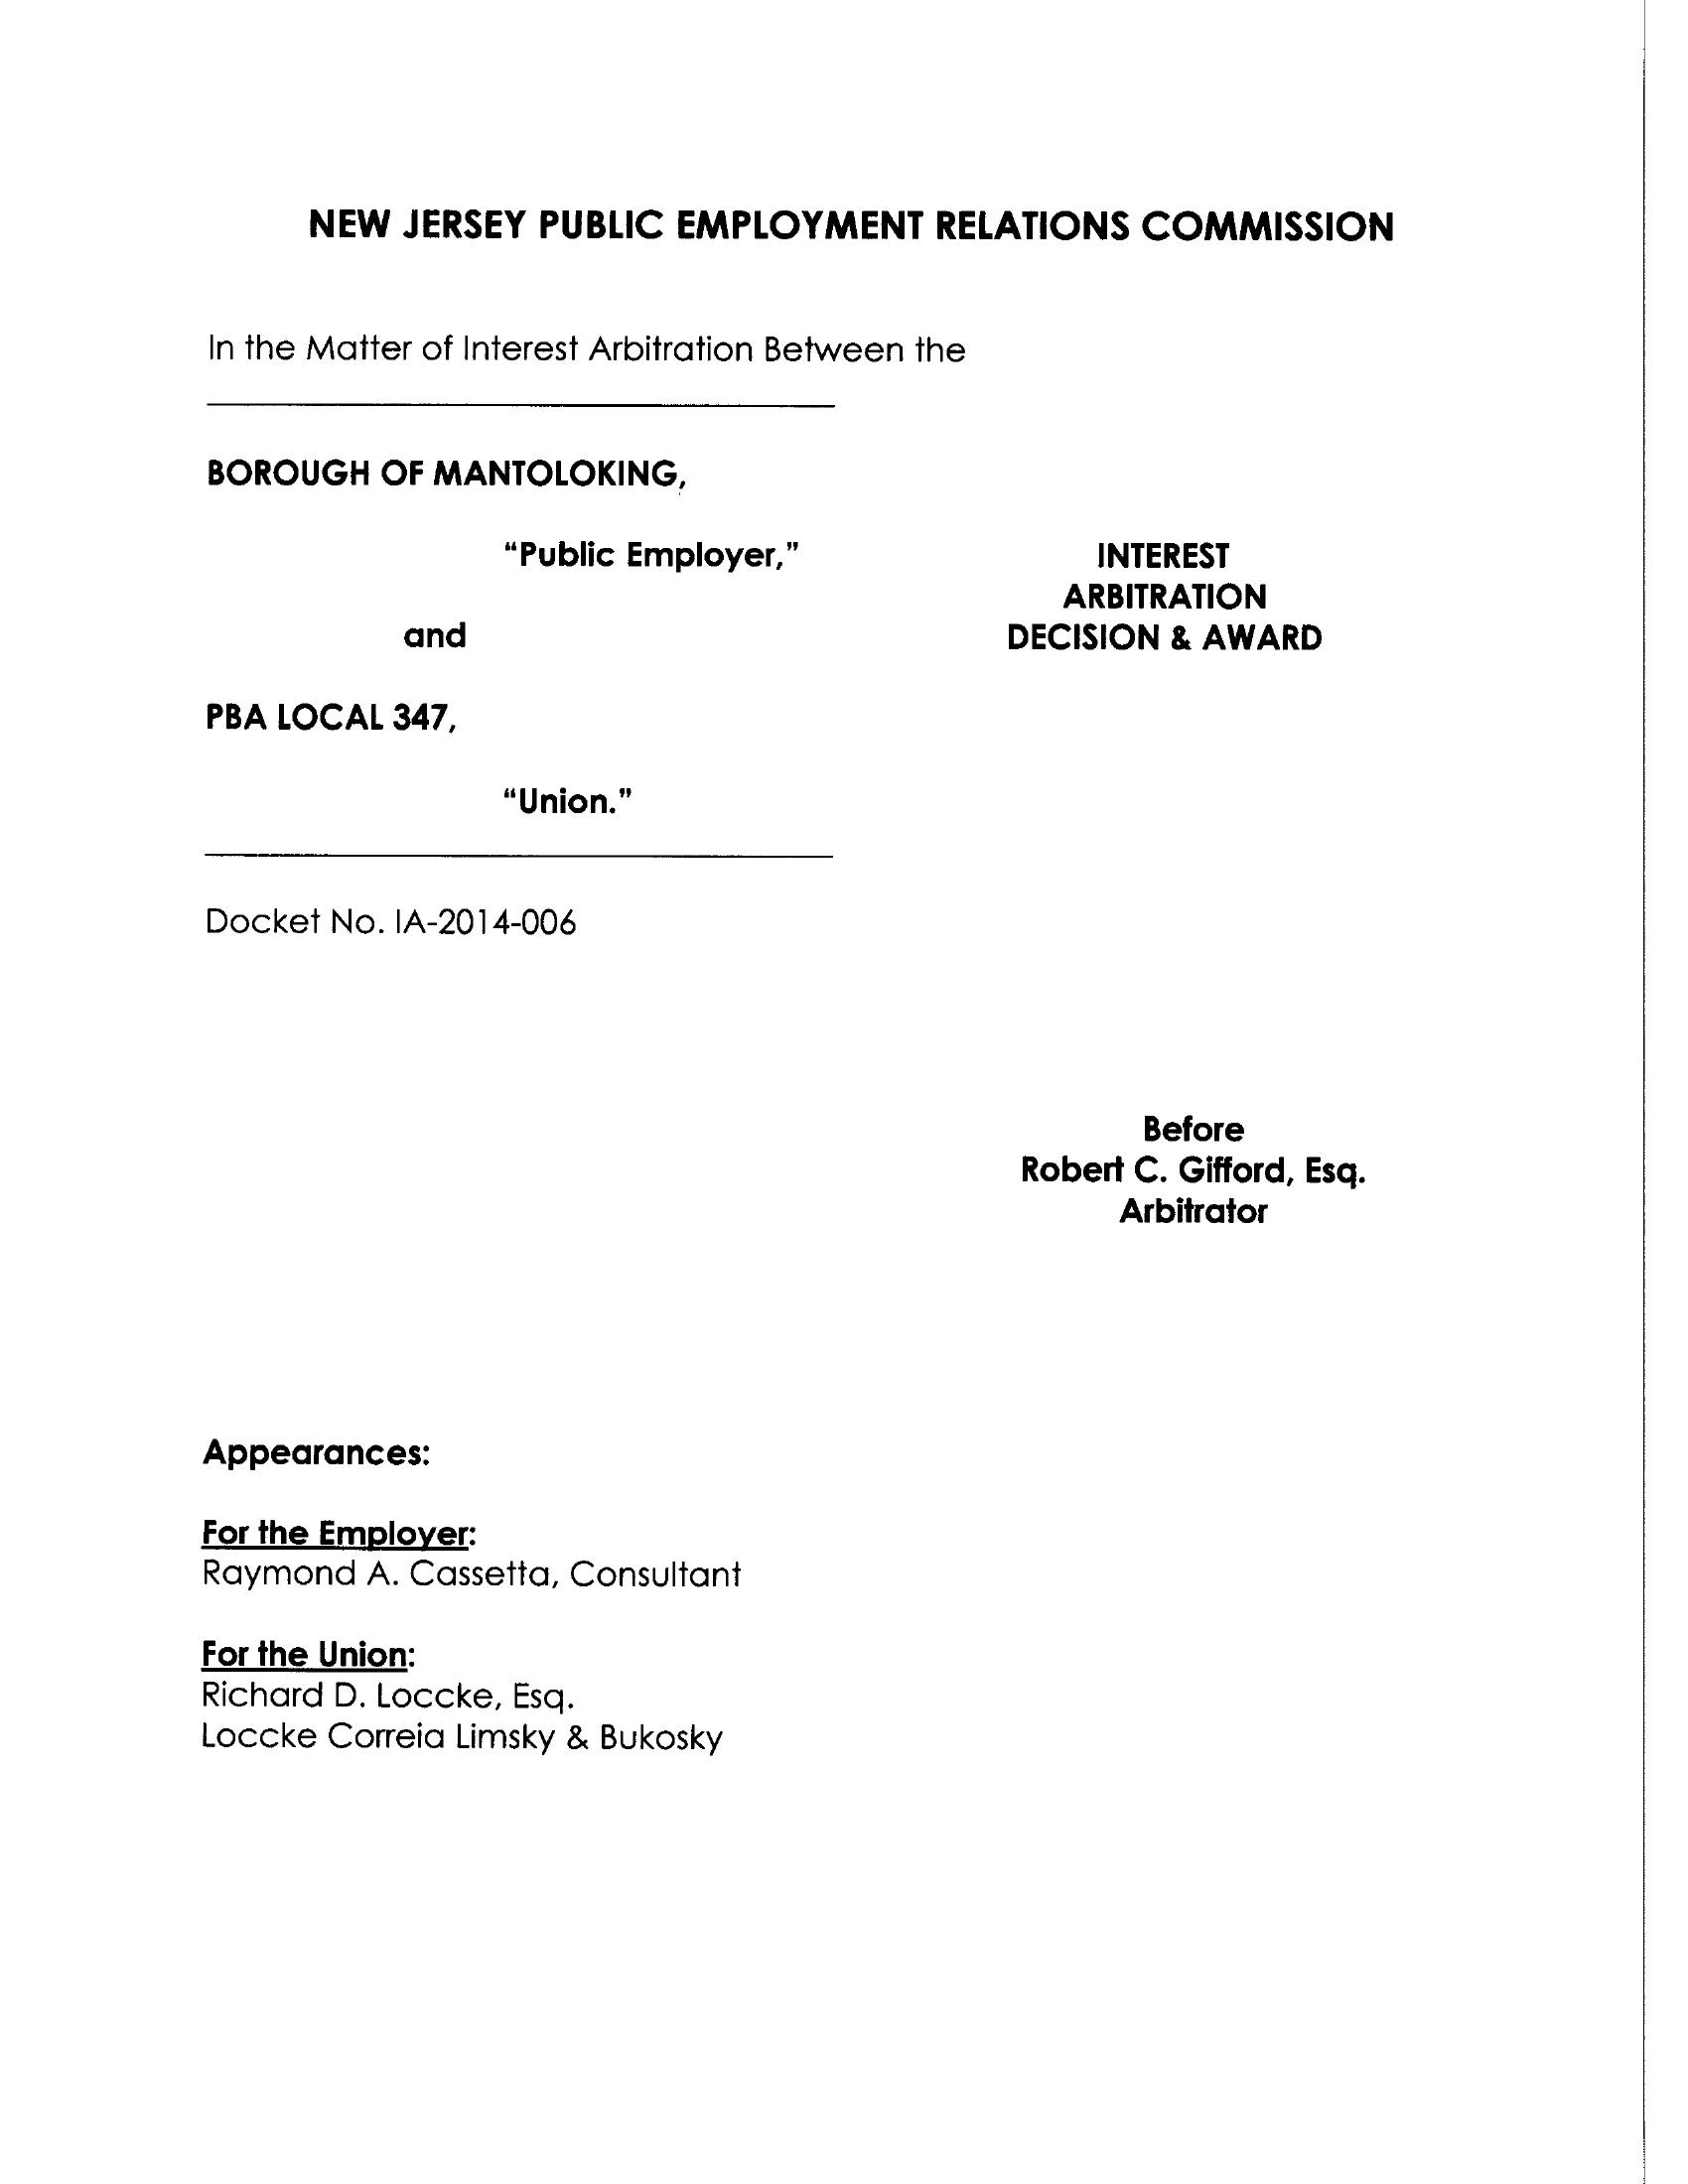 NEW JERSEY PUBLIC EMPLOYMENT RELATIONS COMMISSION
In the Matter of Interest Arbitration Between the
BOROUGH OF MANTOLOKING,
"Public Employer,"
and
PBA LOCAL 347,
"Union."
INTEREST
ARBITRATION
DECISION & AWARD
Docket No. IA-2014-006
Before
Robert C. Gifford, Esq.
Arbitrator
Appearances:
For the Employer:
Raymond A. Cassetta, Consultant
For the Union:
Richard D. Loccke, Esq.
Loccke Correia Limsky & Bukosky